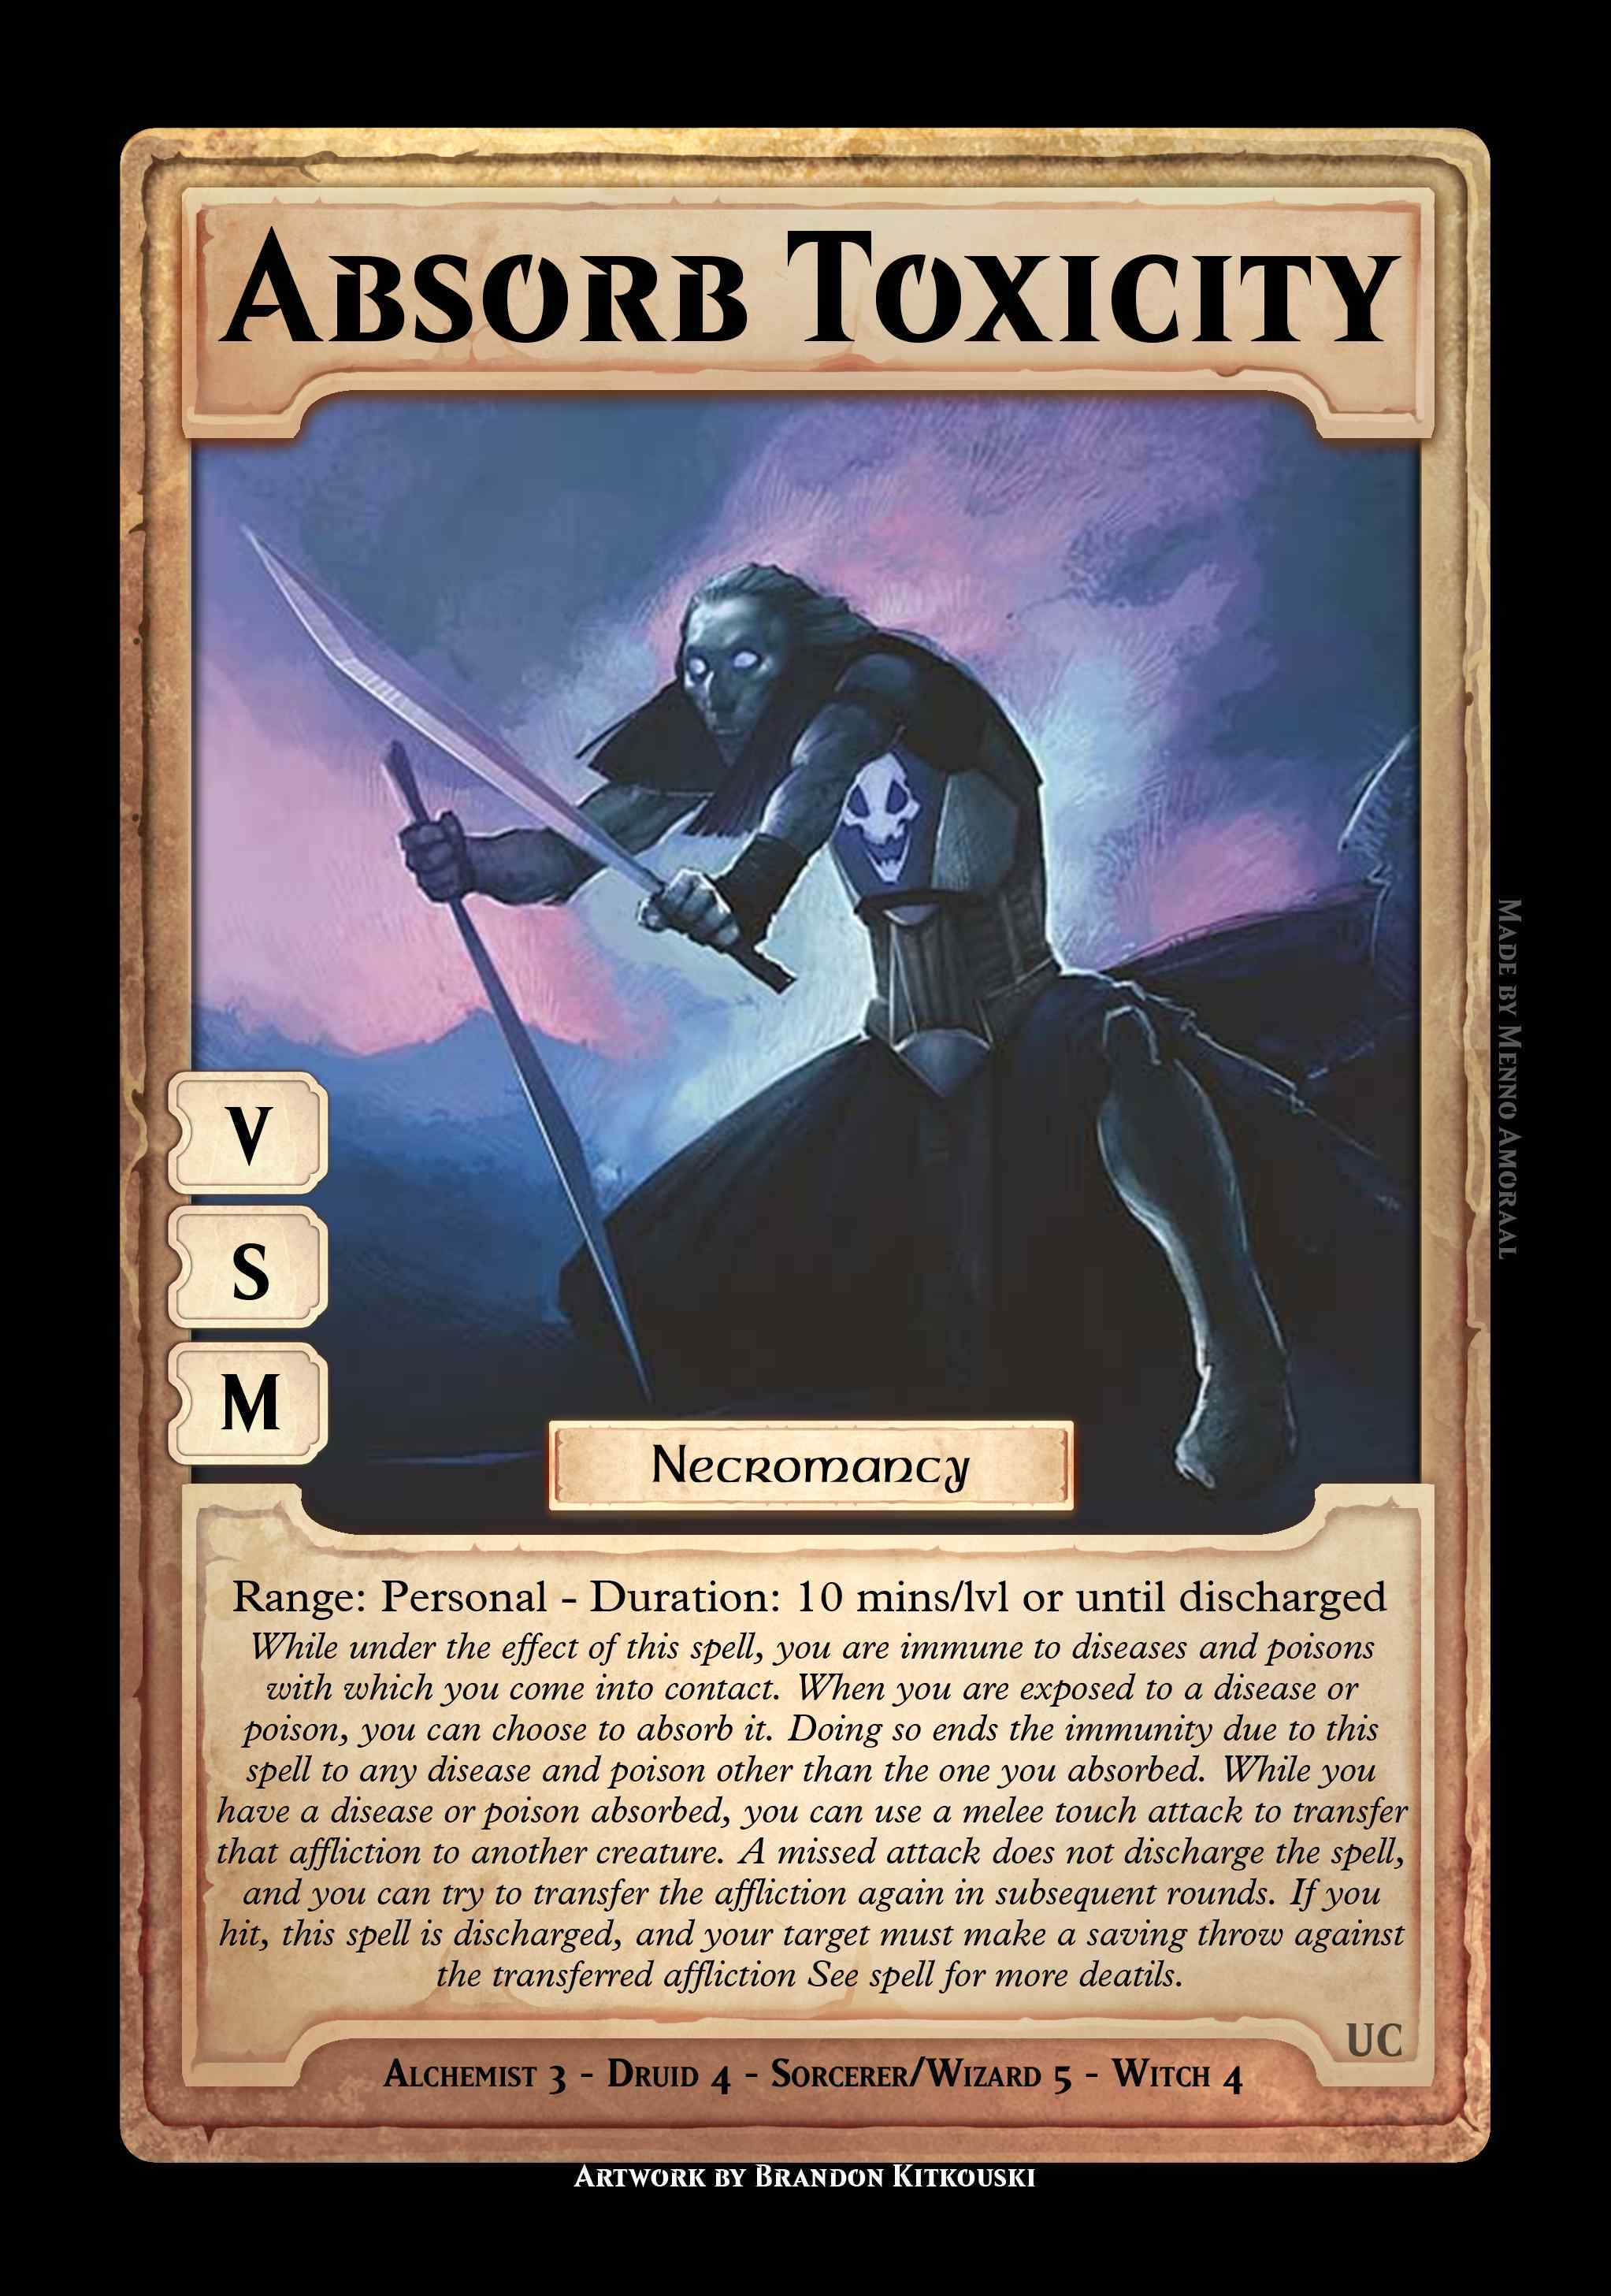 Absorb Toxicity
V
S
M
Necromancy
Range: Personal - Duration: 10 mins/lvl or until discharged
While under the effect of this spell, you are immune to diseases and poisons
with which you come into contact. When you are exposed to a disease or
poison, you can choose to absorb it. Doing so ends the immunity due to this
spell to any disease and poison other than the one you absorbed. While you
have a disease or poison absorbed, you can use a melee touch attack to transfer
that affliction to another creature. A missed attack does not discharge the spell,
and you can try to transfer the affliction again in subsequent rounds. If you
hit, this spell is discharged, and your target must make a saving throw against
the transferred affliction See spell for more deatils.
UC
Alchemist 3 - Druid 4 - Sorcerer/Wizard 5 - Witch 4
Artwork by Brandon Kitkouski
Made by Menno Amoraal